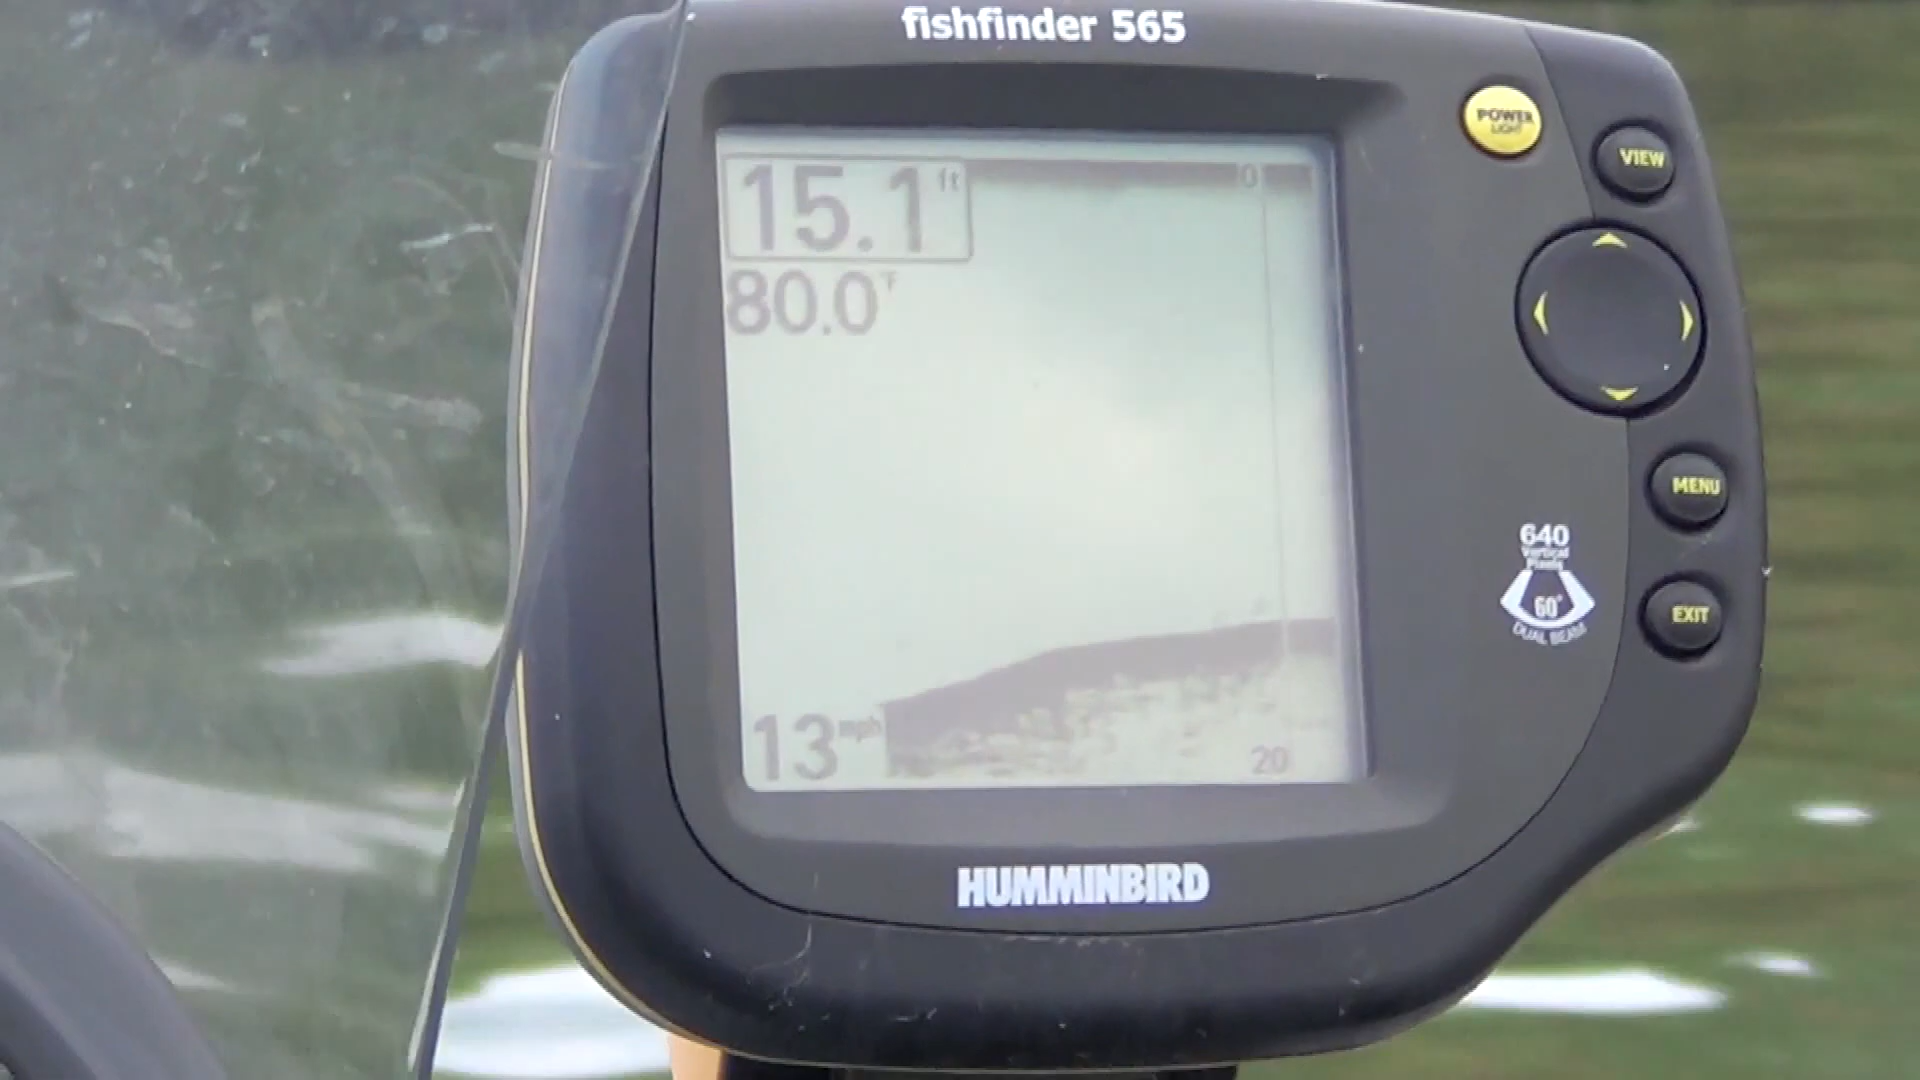 fishfinder 565
POWER
LIGHT
VIEW
15.1 ft
0
80.0 °F
MENU
640
Vertical
Pixels
60°
DUAL BEAM
EXIT
13 mph
20
HUMMINBIRD